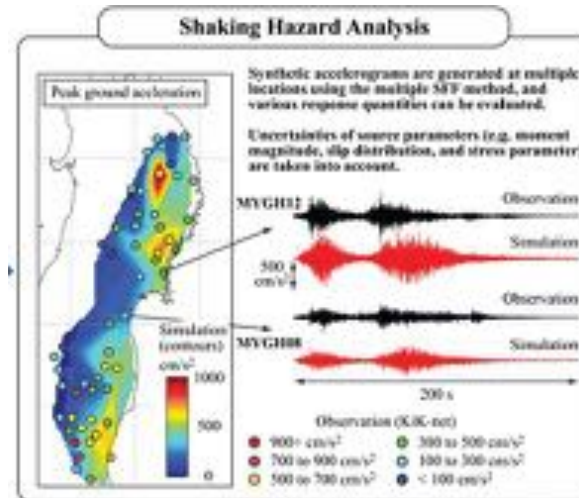 Shaking Hazard Analysis
Peak ground acceleration
Synthetic accelerograms are generated at multiple
locations using the multiple SFF method, and
various response quantities can be evaluated.
Uncertainties of source parameters (e.g. moment
magnitude, slip distribution, and stress parameter)
are taken into account.
MYGH12
Observation
Simulation
500
cm/s²
Observation
MYGH08
Simulation
200 s
Simulation
(contours)
cm/s²
1000
500
0
Observation (KiK-net)
900+ cm/s²
700 to 900 cm/s²
500 to 700 cm/s²
300 to 500 cm/s²
100 to 300 cm/s²
< 100 cm/s²